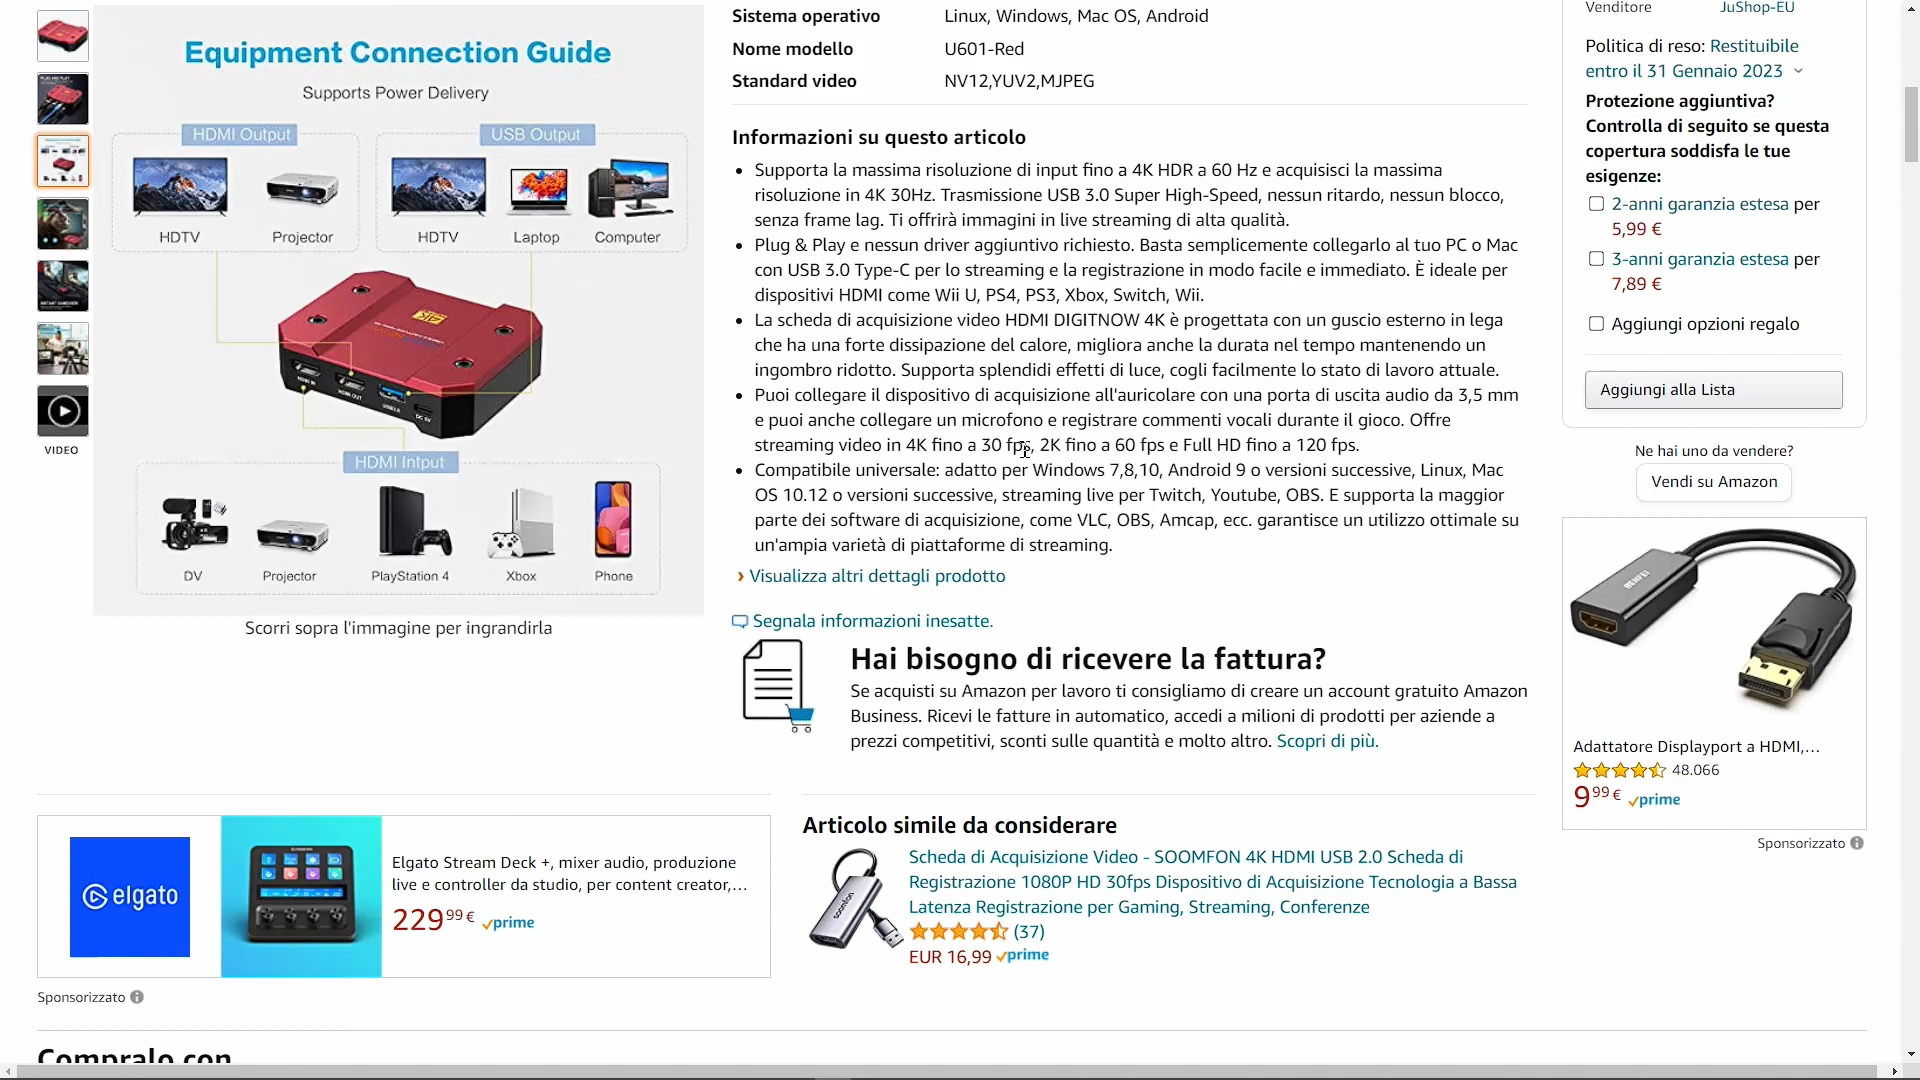 Equipment Connection Guide
Supports Power Delivery
HDMI Output
USB Output
HDTV
Projector
HDTV
Laptop
Computer
HDMI OUT
USB3.0
DC 5V
HDMI Intput
DV
Projector
PlayStation 4
Xbox
Phone
VIDEO
Scorri sopra l'immagine per ingrandirla
Sistema operativo Linux, Windows, Mac OS, Android
Nome modello U601-Red
Standard video NV12,YUV2,MJPEG
Informazioni su questo articolo
• Supporta la massima risoluzione di input fino a 4K HDR a 60 Hz e acquisisci la massima
risoluzione in 4K 30Hz. Trasmissione USB 3.0 Super High-Speed, nessun ritardo, nessun blocco,
senza frame lag. Ti offrirà immagini in live streaming di alta qualità.
• Plug & Play e nessun driver aggiuntivo richiesto. Basta semplicemente collegarlo al tuo PC o Mac
con USB 3.0 Type-C per lo streaming e la registrazione in modo facile e immediato. È ideale per
dispositivi HDMI come Wii U, PS4, PS3, Xbox, Switch, Wii.
• La scheda di acquisizione video HDMI DIGITNOW 4K è progettata con un guscio esterno in lega
che ha una forte dissipazione del calore, migliora anche la durata nel tempo mantenendo un
ingombro ridotto. Supporta splendidi effetti di luce, cogli facilmente lo stato di lavoro attuale.
• Puoi collegare il dispositivo di acquisizione all'auricolare con una porta di uscita audio da 3,5 mm
e puoi anche collegare un microfono e registrare commenti vocali durante il gioco. Offre
streaming video in 4K fino a 30 fps, 2K fino a 60 fps e Full HD fino a 120 fps.
• Compatibile universale: adatto per Windows 7,8,10, Android 9 o versioni successive, Linux, Mac
OS 10.12 o versioni successive, streaming live per Twitch, Youtube, OBS. E supporta la maggior
parte dei software di acquisizione, come VLC, OBS, Amcap, ecc. garantisce un utilizzo ottimale su
un'ampia varietà di piattaforme di streaming.
› Visualizza altri dettagli prodotto
Segnala informazioni inesatte.
Hai bisogno di ricevere la fattura?
Se acquisti su Amazon per lavoro ti consigliamo di creare un account gratuito Amazon
Business. Ricevi le fatture in automatico, accedi a milioni di prodotti per aziende a
prezzi competitivi, sconti sulle quantità e molto altro. Scopri di più.
Venditore JuShop-EU
Politica di reso: Restituibile
entro il 31 Gennaio 2023
Protezione aggiuntiva?
Controlla di seguito se questa
copertura soddisfa le tue
esigenze:
2-anni garanzia estesa per
5,99 €
3-anni garanzia estesa per
7,89 €
Aggiungi opzioni regalo
Aggiungi alla Lista
Ne hai uno da vendere?
Vendi su Amazon
BENFEI
Adattatore Displayport a HDMI,...
48.066
9,99 € prime
Sponsorizzato
elgato
Elgato Stream Deck +, mixer audio, produzione
live e controller da studio, per content creator,...
229,99 € prime
Sponsorizzato
Articolo simile da considerare
soomfon
Scheda di Acquisizione Video - SOOMFON 4K HDMI USB 2.0 Scheda di
Registrazione 1080P HD 30fps Dispositivo di Acquisizione Tecnologia a Bassa
Latenza Registrazione per Gaming, Streaming, Conferenze
(37)
EUR 16,99 prime
Compralo con